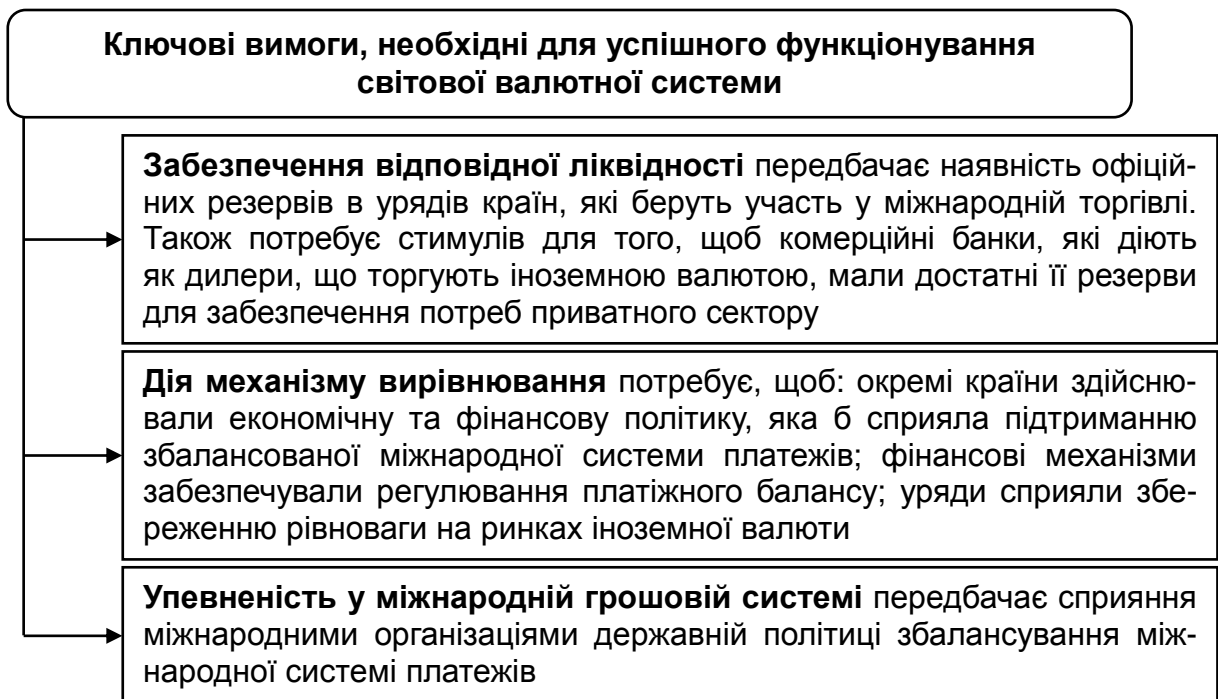 Ключові вимоги, необхідні для успішного функціонування
світової валютної системи
Забезпечення відповідної ліквідності передбачає наявність офіцій-
них резервів в урядів країн, які беруть участь у міжнародній торгівлі.
Також потребує стимулів для того, щоб комерційні банки, які діють
як дилери, що торгують іноземною валютою, мали достатні її резерви
для забезпечення потреб приватного сектору
Дія механізму вирівнювання потребує, щоб: окремі країни здійсню-
вали економічну та фінансову політику, яка б сприяла підтриманню
збалансованої міжнародної системи платежів; фінансові механізми
забезпечували регулювання платіжного балансу; уряди сприяли збе-
реженню рівноваги на ринках іноземної валюти
Упевненість у міжнародній грошовій системі передбачає сприяння
міжнародними організаціями державній політиці збалансування між-
народної системі платежів